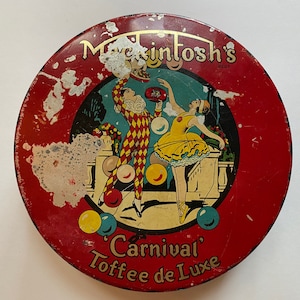 Mackintosh's
'Carnival'
Toffee de Luxe